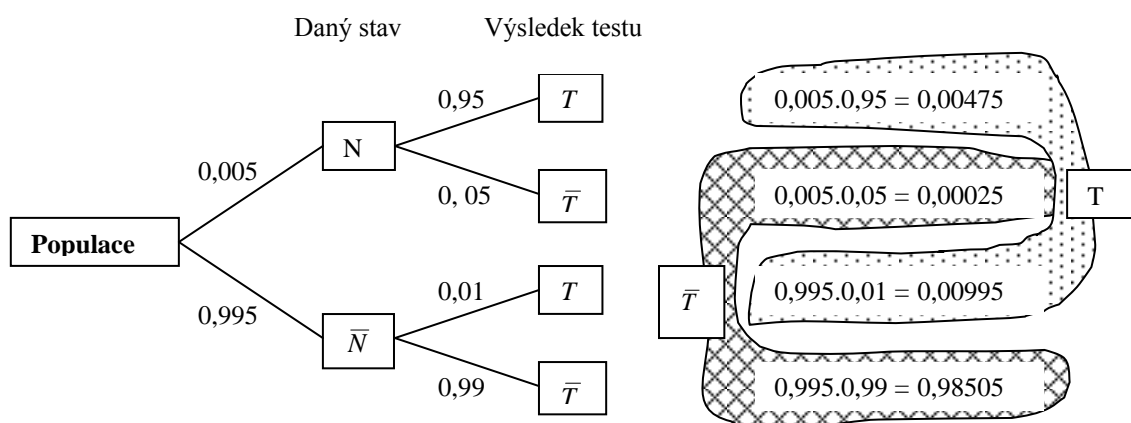 Daný stav Výsledek testu
0,95 T 0,005.0,95 = 0,00475
N
0,005 0, 05 T̅ 0,005.0,05 = 0,00025 T
Populace
0,995 0,01 T T̅ 0,995.0,01 = 0,00995
N̅
0,99 T̅ 0,995.0,99 = 0,98505